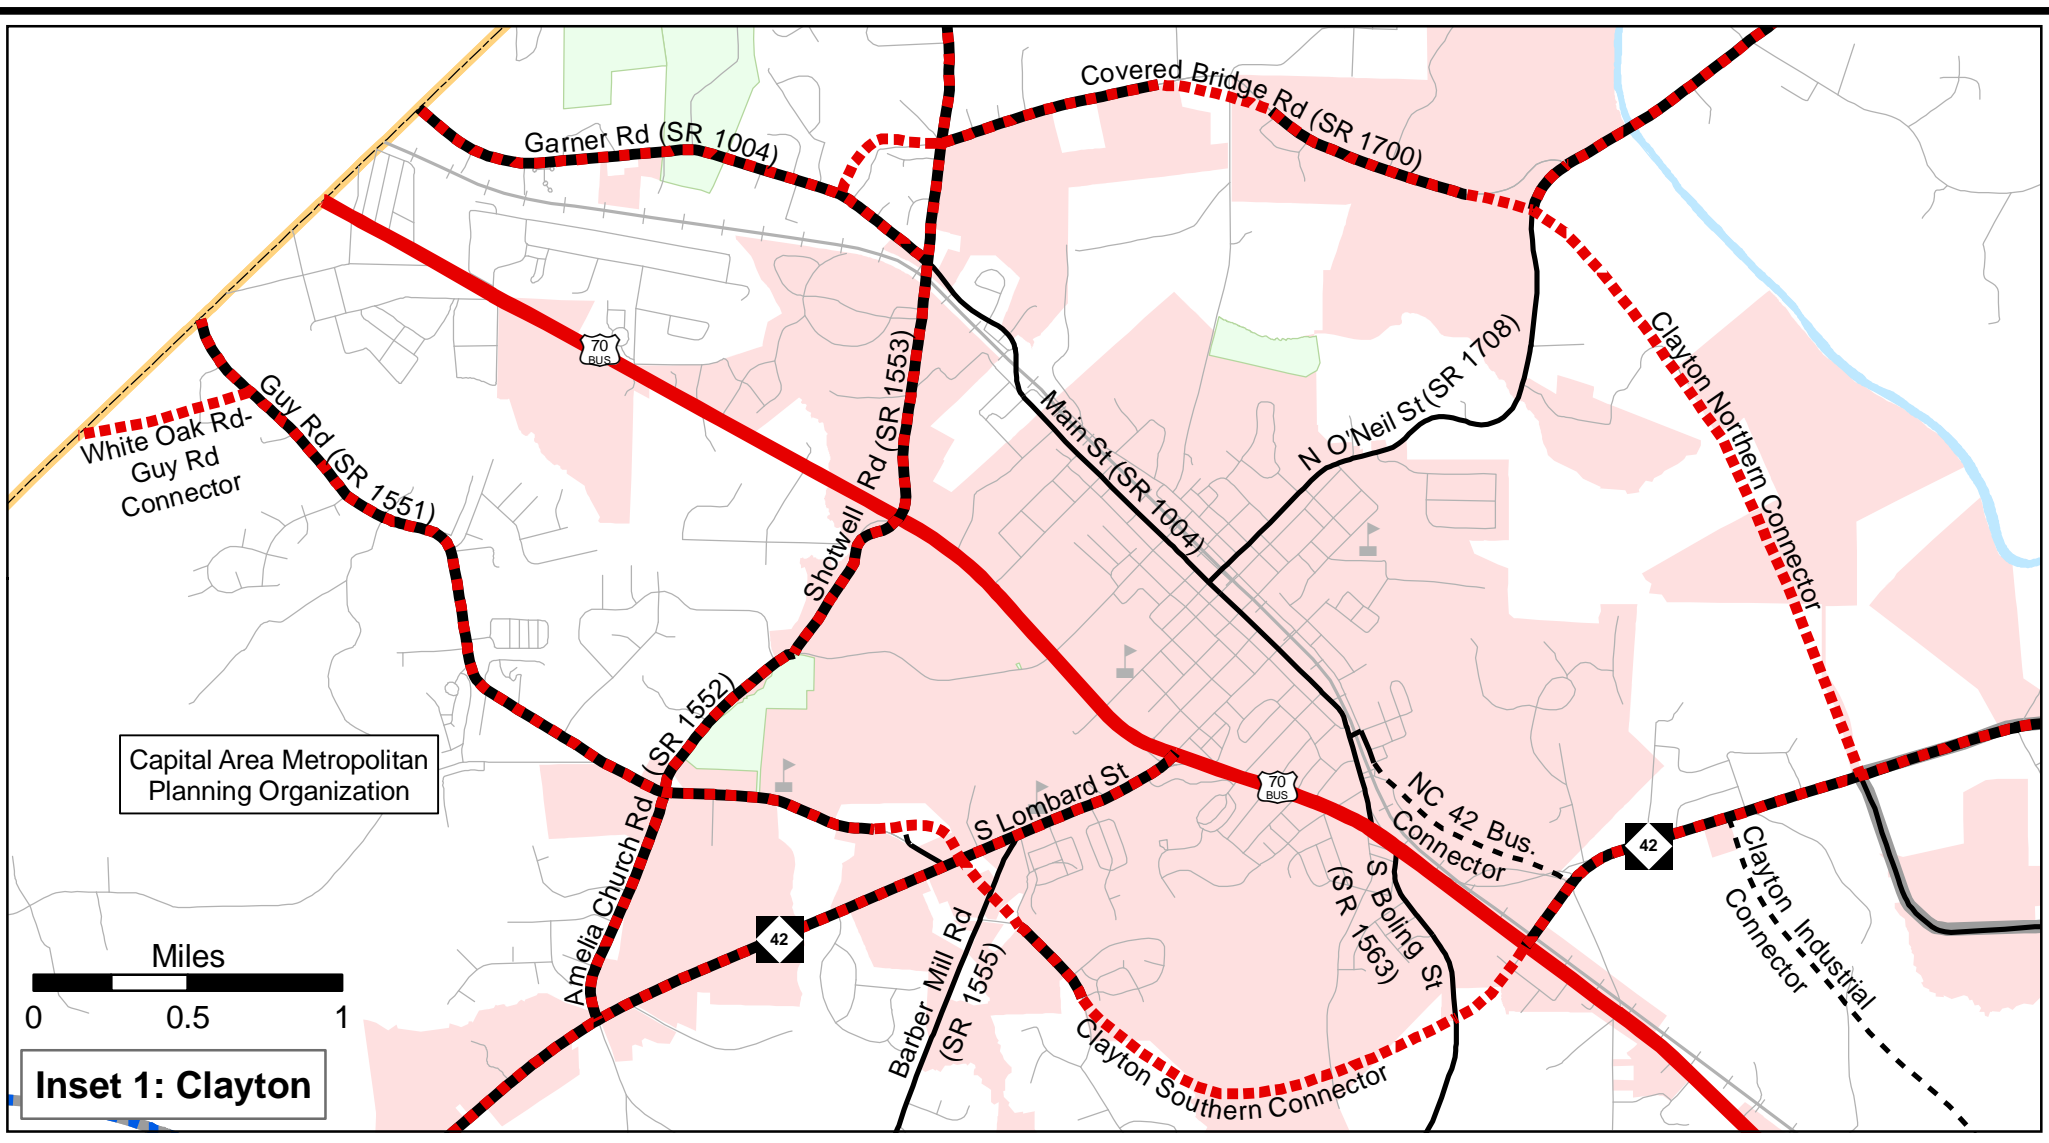 Covered Bridge Rd (SR 1700)
Garner Rd (SR 1004)
70
BUS
Guy Rd (SR 1551)
White Oak Rd-
Guy Rd
Connector
Shotwell Rd (SR 1553)
Main St (SR 1004)
N O'Neil St (SR 1708)
Clayton Northern Connector
(SR 1552)
Capital Area Metropolitan
Planning Organization
Amelia Church Rd
S Lombard St
70
BUS
NC 42 Bus.
Connector
42
Clayton Industrial
Connector
42
Barber Mill Rd
(SR 1555)
S Boling St
(SR 1563)
Clayton Southern Connector
Miles
0 0.5 1
Inset 1: Clayton